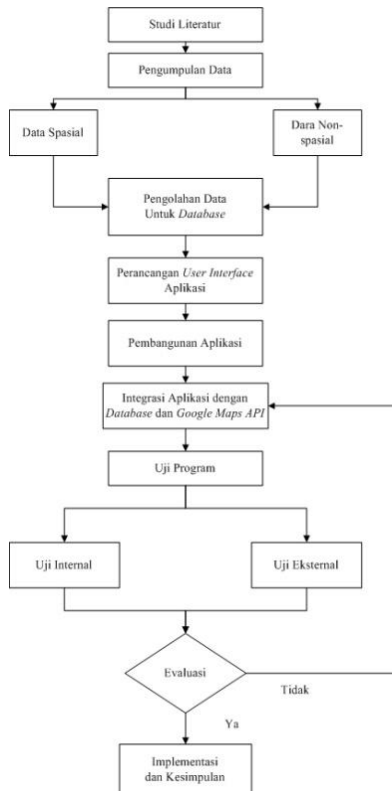 Studi Literatur
Pengumpulan Data
Data Spasial
Dara Non-
spasial
Pengolahan Data
Untuk Database
Perancangan User Interface
Aplikasi
Pembangunan Aplikasi
Integrasi Aplikasi dengan
Database dan Google Maps API
Uji Program
Uji Internal
Uji Eksternal
Evaluasi
Tidak
Ya
Implementasi
dan Kesimpulan